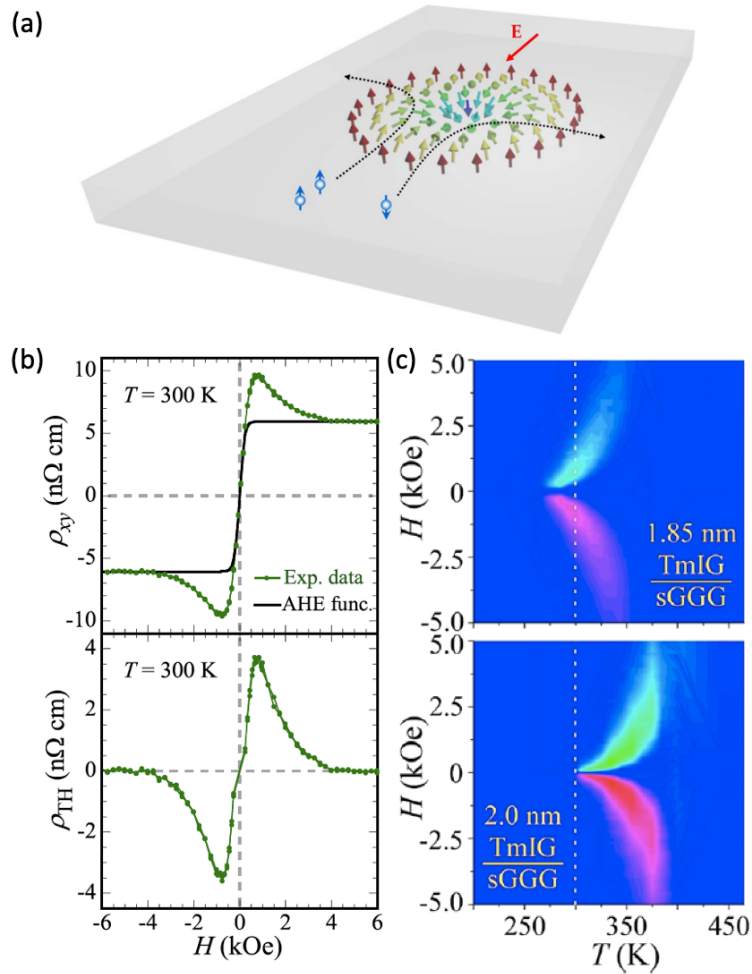 (a)
E
(b)
10
5
0
-5
-10
ρxy (nΩ cm)
T = 300 K
Exp. data
AHE func.
4
2
0
-2
-4
ρTH (nΩ cm)
T = 300 K
-6 -4 -2 0 2 4 6
H (kOe)
(c)
5.0
2.5
0
-2.5
-5.0
H (kOe)
1.85 nm
TmIG
sGGG
5.0
2.5
0
-2.5
-5.0
H (kOe)
2.0 nm
TmIG
sGGG
250 350 450
T (K)